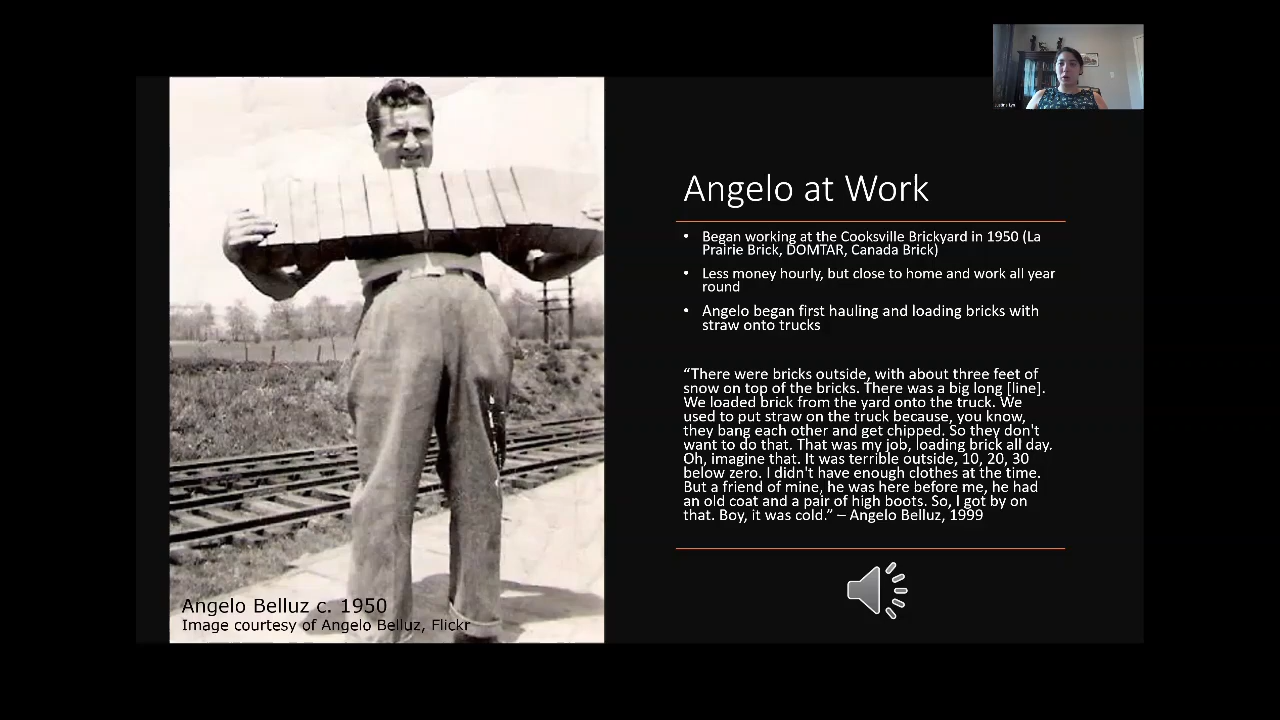 Angelo at Work
• Began working at the Cooksville Brickyard in 1950 (La
Prairie Brick, DOMTAR, Canada Brick)
• Less money hourly, but close to home and work all year
round
• Angelo began first hauling and loading bricks with
straw onto trucks
“There were bricks outside, with about three feet of
snow on top of the bricks. There was a big long [line].
We loaded brick from the yard onto the truck. We
used to put straw on the truck because, you know,
they bang each other and get chipped. So they don't
want to do that. That was my job, loading brick all day.
Oh, imagine that. It was terrible outside, 10, 20, 30
below zero. I didn't have enough clothes at the time.
But a friend of mine, he was here before me, he had
an old coat and a pair of high boots. So, I got by on
that. Boy, it was cold.” – Angelo Belluz, 1999
Angelo Belluz c. 1950
Image courtesy of Angelo Belluz, Flickr